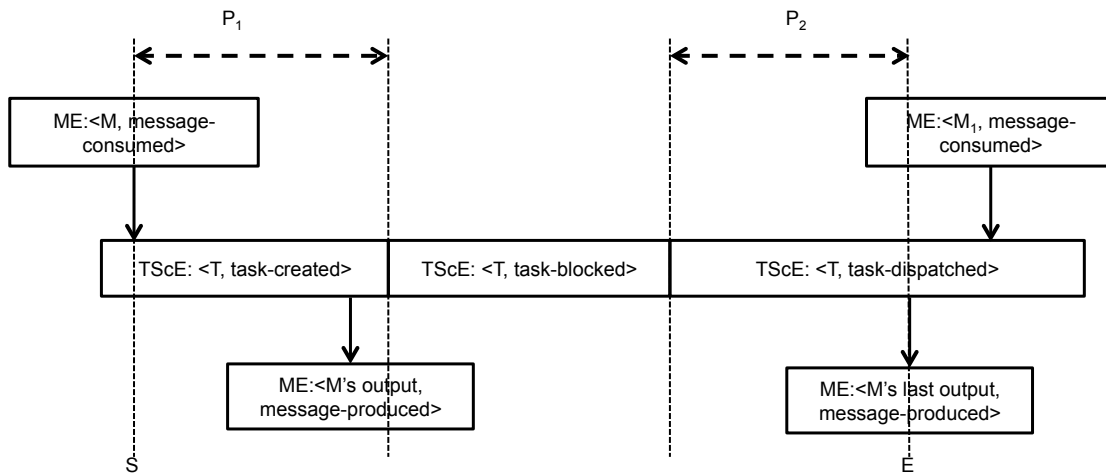 P1
P2
ME:<M, message-
consumed>
ME:<M1, message-
consumed>
TScE: <T, task-created>
TScE: <T, task-blocked>
TScE: <T, task-dispatched>
ME:<M's output,
message-produced>
ME:<M's last output,
message-produced>
S
E